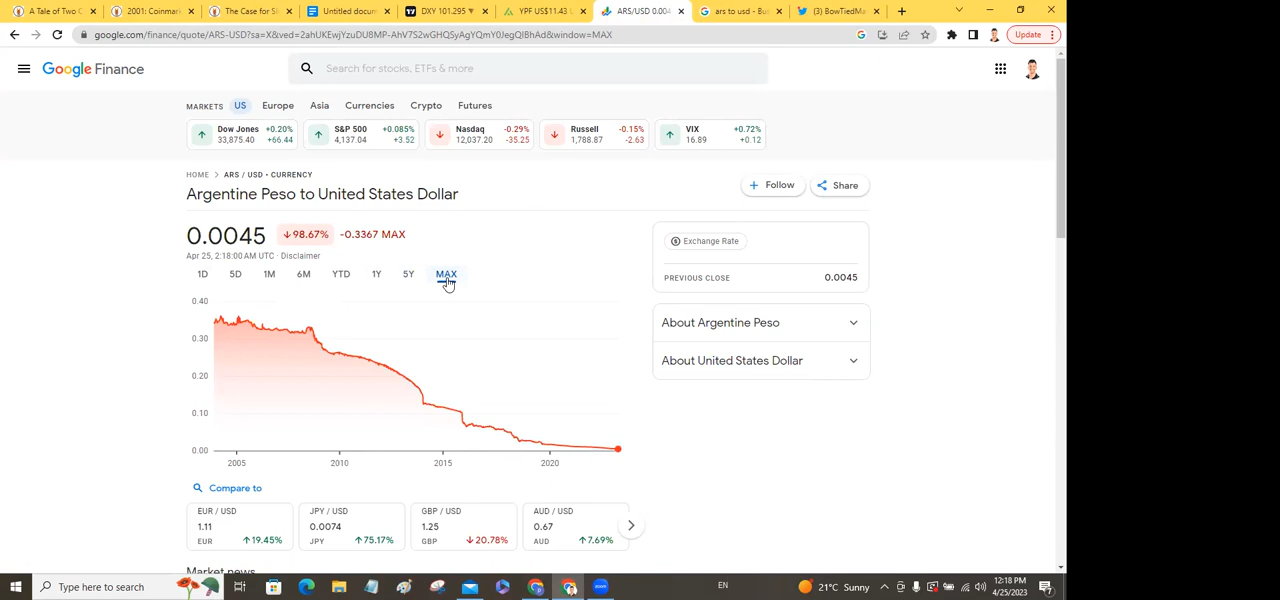 A Tale of Two C
2001: Coinmark
The Case for Sl
Untitled docum
DXY 101.295
YPF US$11.43 L
ARS/USD 0.004
ars to usd - Bu
(3) BowTiedMa
google.com/finance/quote/ARS-USD?sa=X&ved=2ahUKEwjYzuDU8MP-AhV7S2wGHQSyAgYQmY0JegQIBhAd&window=MAX
Update
Google Finance
Search for stocks, ETFs & more
MARKETS US Europe Asia Currencies Crypto Futures
Dow Jones +0.20%
33,875.40 +66.44
S&P 500 +0.085%
4,137.04 +3.52
Nasdaq -0.29%
12,037.20 -35.25
Russell -0.15%
1,788.87 -2.63
VIX +0.72%
16.89 +0.12
HOME > ARS / USD • CURRENCY
Argentine Peso to United States Dollar
Follow
Share
0.0045 98.67% -0.3367 MAX
Apr 25, 2:18:00 AM UTC · Disclaimer
1D 5D 1M 6M YTD 1Y 5Y MAX
0.40
0.30
0.20
0.10
0.00
2005 2010 2015 2020
Exchange Rate
PREVIOUS CLOSE 0.0045
About Argentine Peso
About United States Dollar
Compare to
EUR / USD
1.11
EUR 19.45%
JPY / USD
0.0074
JPY 75.17%
GBP / USD
1.25
GBP 20.78%
AUD / USD
0.67
AUD 7.69%
Market news
Type here to search
EN
21°C Sunny
12:18 PM
4/25/2023